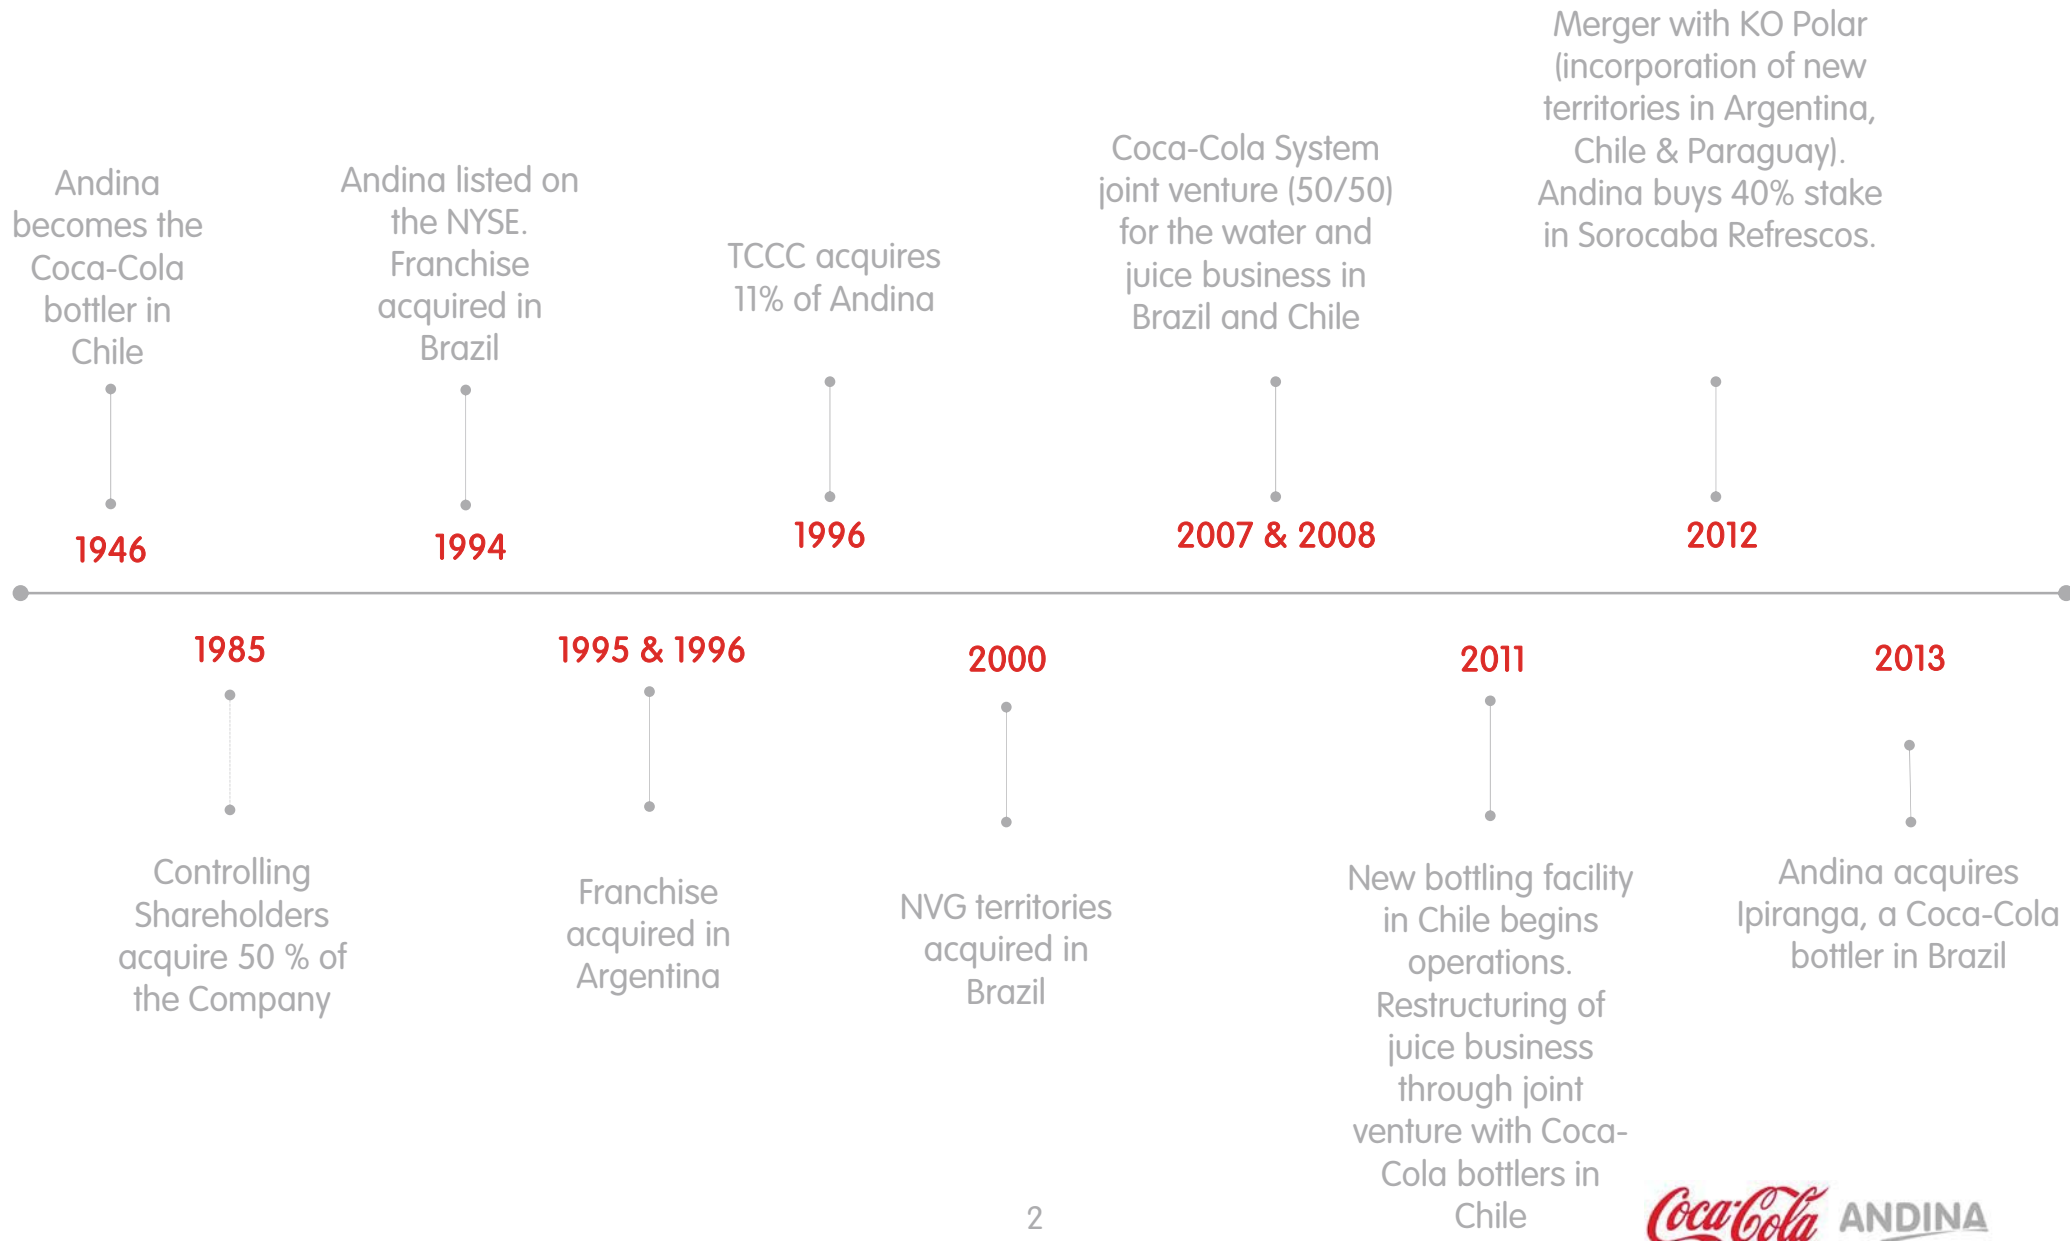 Andina
becomes the
Coca-Cola
bottler in
Chile
1946
Andina listed on
the NYSE.
Franchise
acquired in
Brazil
1994
TCCC acquires
11% of Andina
1996
Coca-Cola System
joint venture (50/50)
for the water and
juice business in
Brazil and Chile
2007 & 2008
Merger with KO Polar
(incorporation of new
territories in Argentina,
Chile & Paraguay).
Andina buys 40% stake
in Sorocaba Refrescos.
2012
1985
Controlling
Shareholders
acquire 50 % of
the Company
1995 & 1996
Franchise
acquired in
Argentina
2000
NVG territories
acquired in
Brazil
2011
New bottling facility
in Chile begins
operations.
Restructuring of
juice business
through joint
venture with Coca-
Cola bottlers in
Chile
2013
Andina acquires
Ipiranga, a Coca-Cola
bottler in Brazil
2
Coca-Cola ANDINA